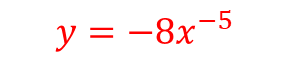 y = −8x⁻⁵